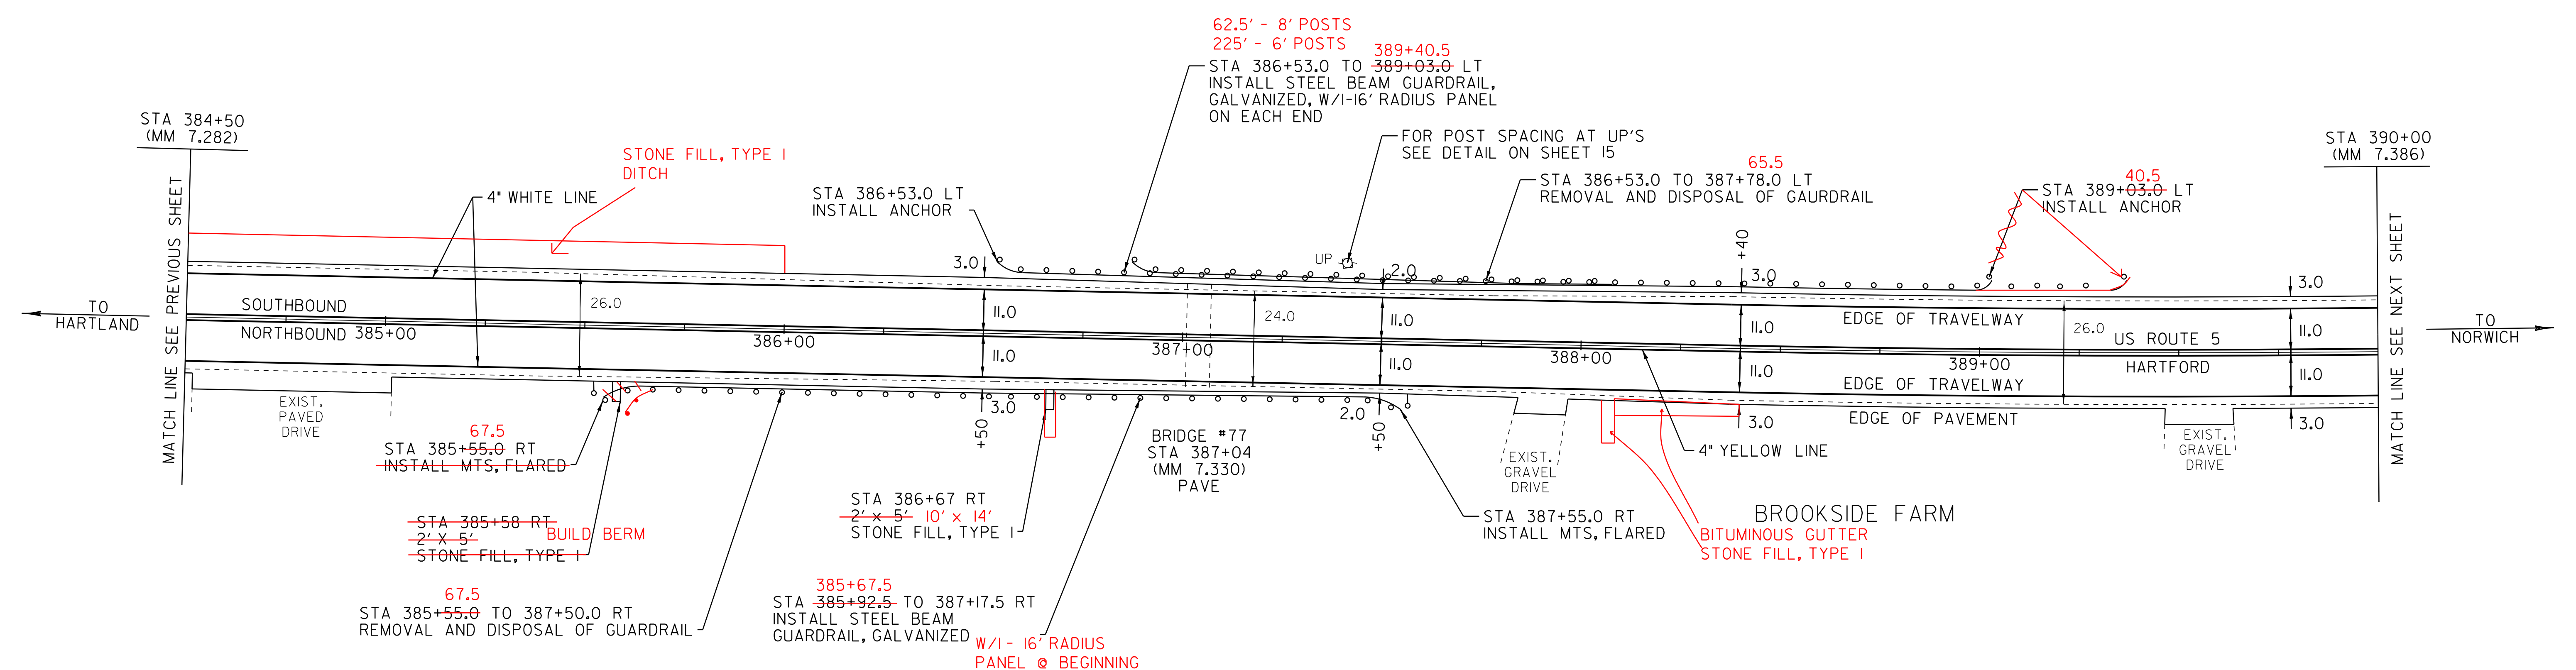 62.5' - 8' POSTS
225' - 6' POSTS
389+40.5
STA 386+53.0 TO 389+03.0 LT
INSTALL STEEL BEAM GUARDRAIL,
GALVANIZED, W/1-16' RADIUS PANEL
ON EACH END
STA 384+50
(MM 7.282)
MATCH LINE SEE PREVIOUS SHEET
STONE FILL, TYPE 1
DITCH
4" WHITE LINE
STA 386+53.0 LT
INSTALL ANCHOR
FOR POST SPACING AT UP'S
SEE DETAIL ON SHEET 15
65.5
STA 386+53.0 TO 387+78.0 LT
REMOVAL AND DISPOSAL OF GAURDRAIL
40.5
STA 389+03.0 LT
INSTALL ANCHOR
STA 390+00
(MM 7.386)
MATCH LINE SEE NEXT SHEET
UP
+40
3.0
2.0
3.0
3.0
TO
HARTLAND
SOUTHBOUND
NORTHBOUND
385+00
26.0
386+00
11.0
11.0
387+00
24.0
11.0
11.0
388+00
11.0
11.0
EDGE OF TRAVELWAY
389+00
EDGE OF TRAVELWAY
26.0
US ROUTE 5
HARTFORD
11.0
11.0
TO
NORWICH
EDGE OF PAVEMENT
3.0
2.0
3.0
3.0
+50
+50
EXIST.
PAVED
DRIVE
67.5
STA 385+55.0 RT
INSTALL MTS, FLARED
STA 385+58 RT
2' X 5'
BUILD BERM
STONE FILL, TYPE 1
67.5
STA 385+55.0 TO 387+50.0 RT
REMOVAL AND DISPOSAL OF GUARDRAIL
STA 386+67 RT
2' x 5' 10' x 14'
STONE FILL, TYPE 1
385+67.5
STA 385+92.5 TO 387+17.5 RT
INSTALL STEEL BEAM
GUARDRAIL, GALVANIZED
W/1 - 16' RADIUS
PANEL @ BEGINNING
BRIDGE #77
STA 387+04
(MM 7.330)
PAVE
STA 387+55.0 RT
INSTALL MTS, FLARED
EXIST.
GRAVEL
DRIVE
4" YELLOW LINE
BROOKSIDE FARM
BITUMINOUS GUTTER
STONE FILL, TYPE 1
EXIST.
GRAVEL
DRIVE